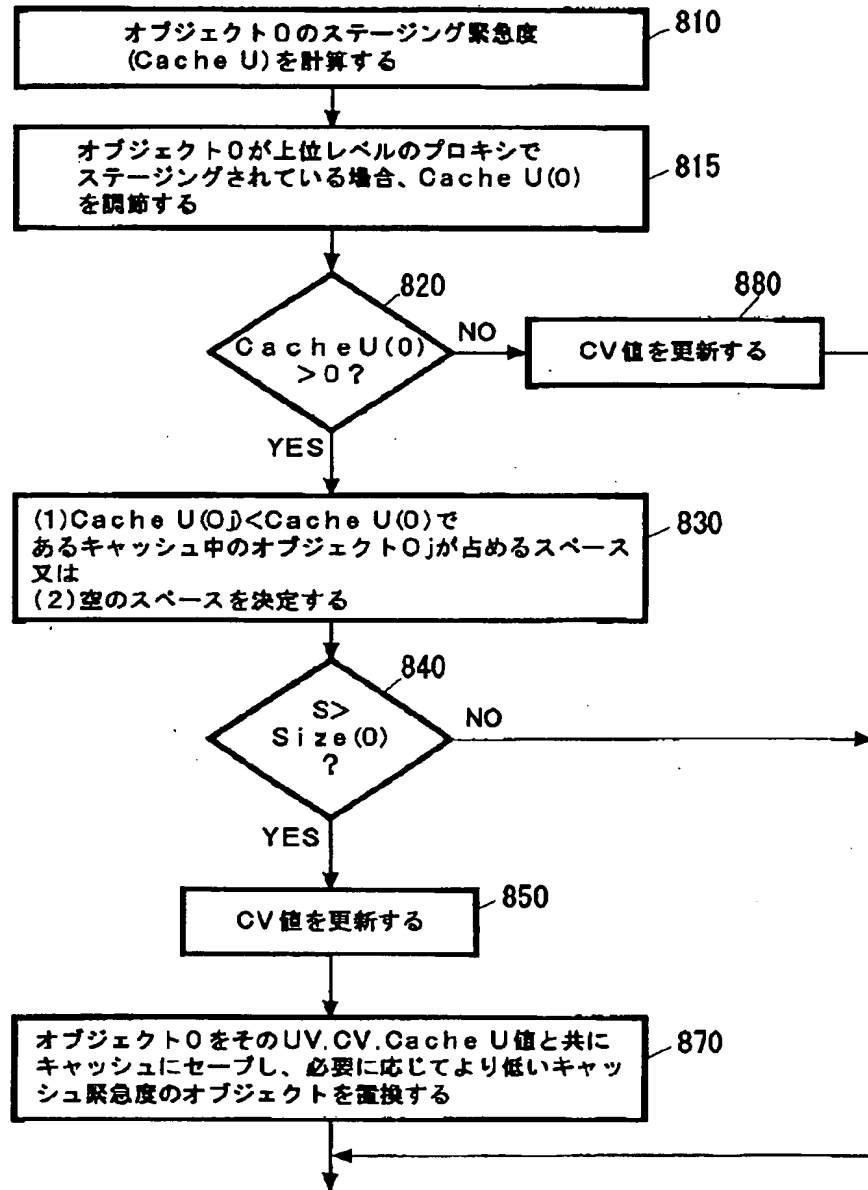 オブジェクトOのステージング緊急度
(Cache U)を計算する
810
オブジェクトOが上位レベルのプロキシで
ステージングされている場合、Cache U(O)
を調節する
815
820
CacheU(O)
>0?
NO
YES
880
CV値を更新する
(1)Cache U(Oj)<Cache U(O)で
あるキャッシュ中のオブジェクトOjが占めるスペース
又は
(2)空のスペースを決定する
830
840
S>
Size(O)
?
NO
YES
CV値を更新する
850
オブジェクトOをそのUV.CV.Cache U値と共に
キャッシュにセーブし、必要に応じてより低いキャッ
シュ緊急度のオブジェクトを置換する
870